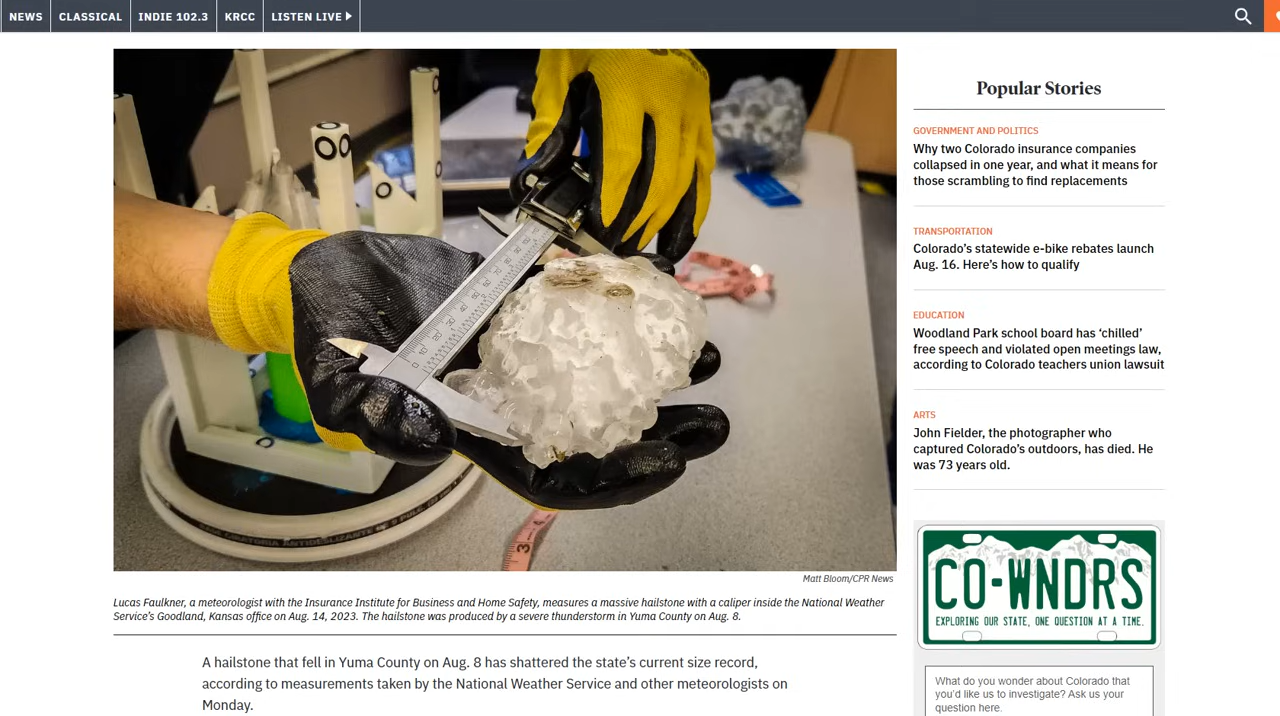 NEWS
CLASSICAL
INDIE 102.3
KRCC
LISTEN LIVE
Matt Bloom/CPR News
Lucas Faulkner, a meteorologist with the Insurance Institute for Business and Home Safety, measures a massive hailstone with a caliper inside the National Weather
Service's Goodland, Kansas office on Aug. 14, 2023. The hailstone was produced by a severe thunderstorm in Yuma County on Aug. 8.
A hailstone that fell in Yuma County on Aug. 8 has shattered the state's current size record,
according to measurements taken by the National Weather Service and other meteorologists on
Monday.
Popular Stories
GOVERNMENT AND POLITICS
Why two Colorado insurance companies
collapsed in one year, and what it means for
those scrambling to find replacements
TRANSPORTATION
Colorado's statewide e-bike rebates launch
Aug. 16. Here's how to qualify
EDUCATION
Woodland Park school board has ‘chilled’
free speech and violated open meetings law,
according to Colorado teachers union lawsuit
ARTS
John Fielder, the photographer who
captured Colorado's outdoors, has died. He
was 73 years old.
CO-WNDRS
EXPLORING OUR STATE, ONE QUESTION AT A TIME.
What do you wonder about Colorado that
you'd like us to investigate? Ask us your
question here.